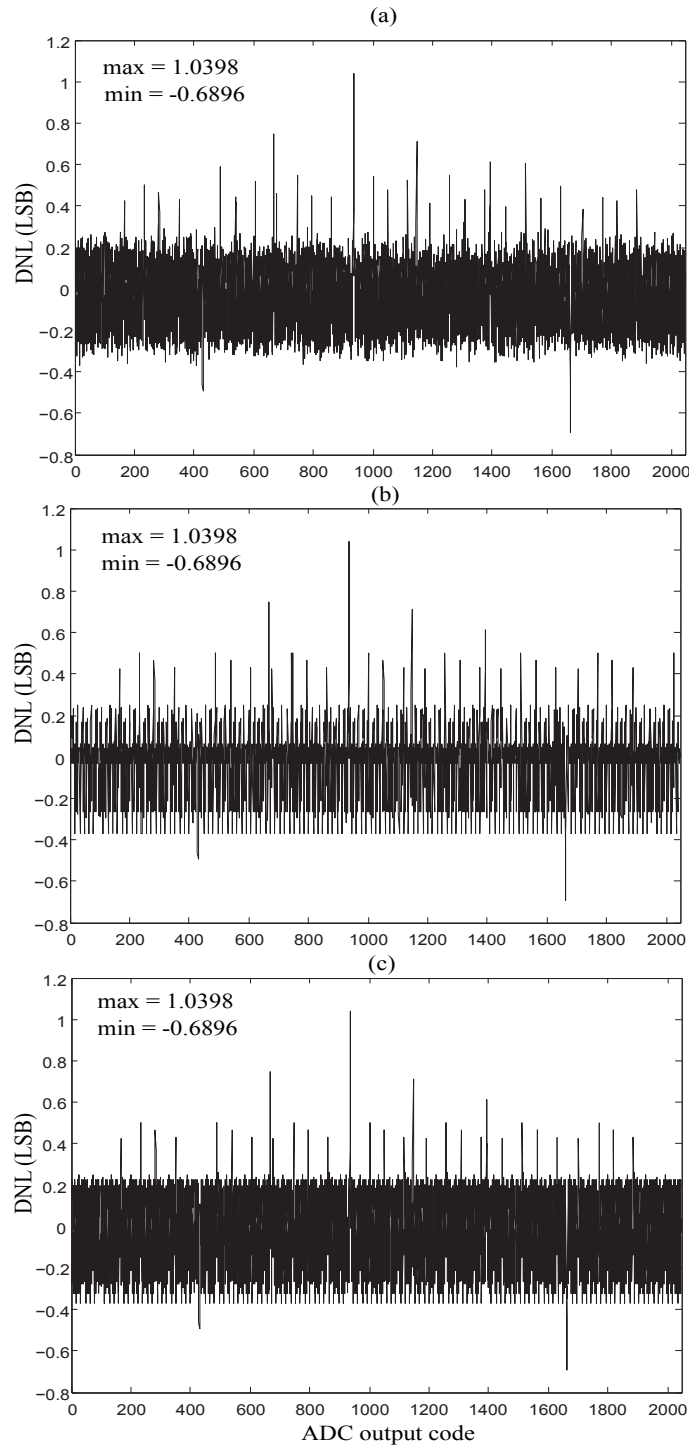 (a)
1.2
max = 1.0398
min = -0.6896
1
0.8
0.6
0.4
0.2
0
−0.2
−0.4
−0.6
−0.8
DNL (LSB)
0 200 400 600 800 1000 1200 1400 1600 1800 2000
(b)
1.2
max = 1.0398
min = -0.6896
1
0.8
0.6
0.4
0.2
0
−0.2
−0.4
−0.6
−0.8
DNL (LSB)
0 200 400 600 800 1000 1200 1400 1600 1800 2000
(c)
1.2
max = 1.0398
min = -0.6896
1
0.8
0.6
0.4
0.2
0
−0.2
−0.4
−0.6
−0.8
DNL (LSB)
0 200 400 600 800 1000 1200 1400 1600 1800 2000
ADC output code